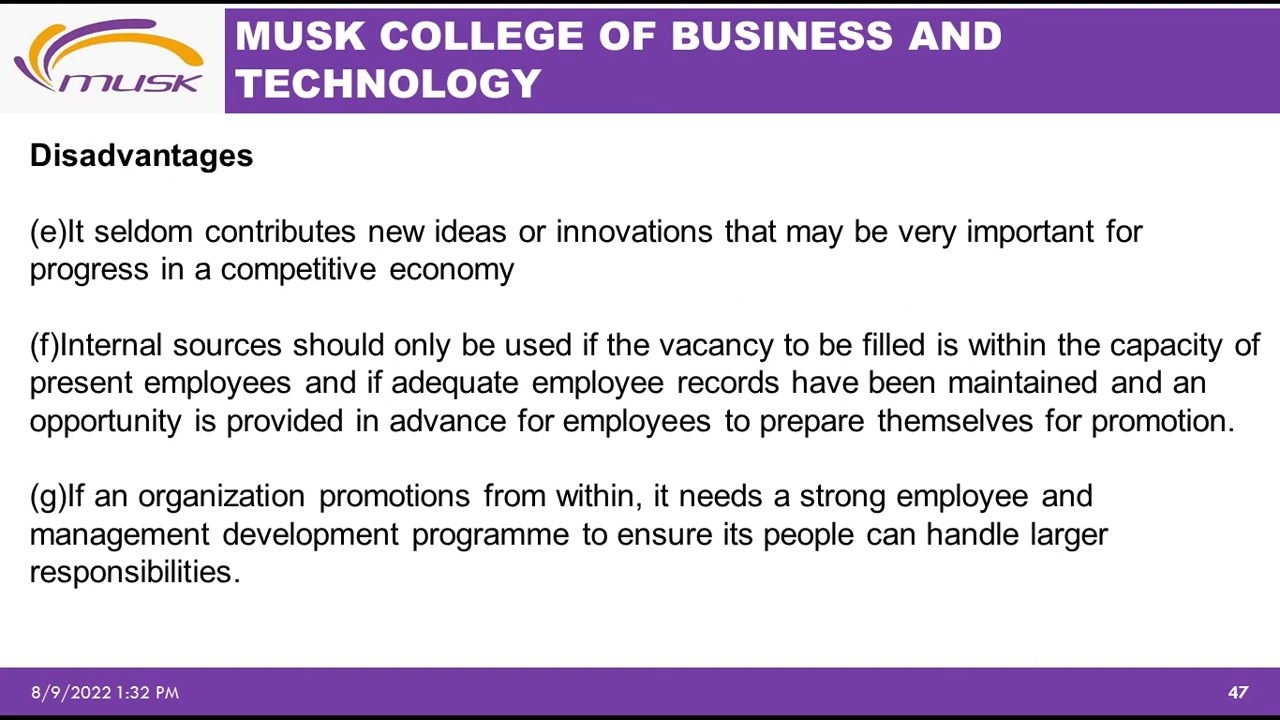 musk
MUSK COLLEGE OF BUSINESS AND
TECHNOLOGY
Disadvantages
(e)It seldom contributes new ideas or innovations that may be very important for
progress in a competitive economy
(f)Internal sources should only be used if the vacancy to be filled is within the capacity of
present employees and if adequate employee records have been maintained and an
opportunity is provided in advance for employees to prepare themselves for promotion.
(g)If an organization promotions from within, it needs a strong employee and
management development programme to ensure its people can handle larger
responsibilities.
8/9/2022 1:32 PM
47